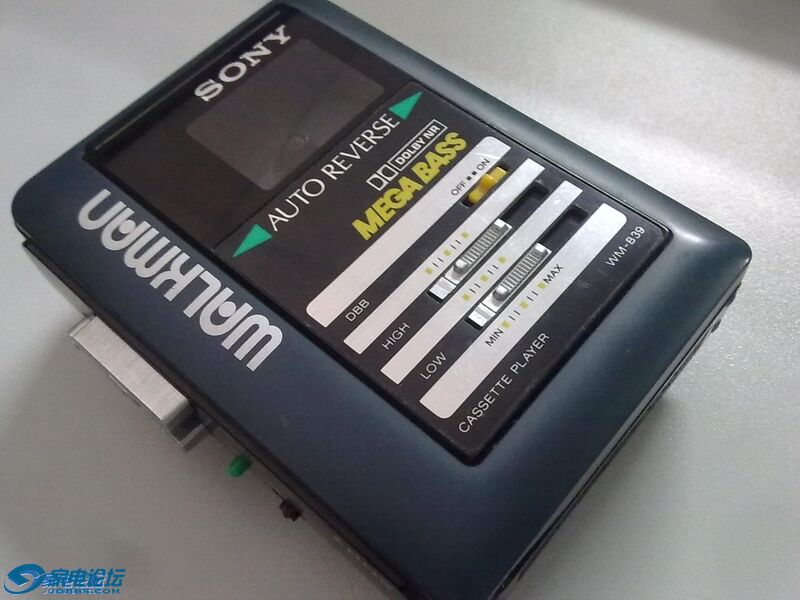 SONY
AUTO REVERSE
DOLBY NR
MEGA BASS
WALKMAN
OFF ON
DBB
HIGH
LOW
MIN MAX
WM-B39
CASSETTE PLAYER
家电论坛
JDBBS.COM